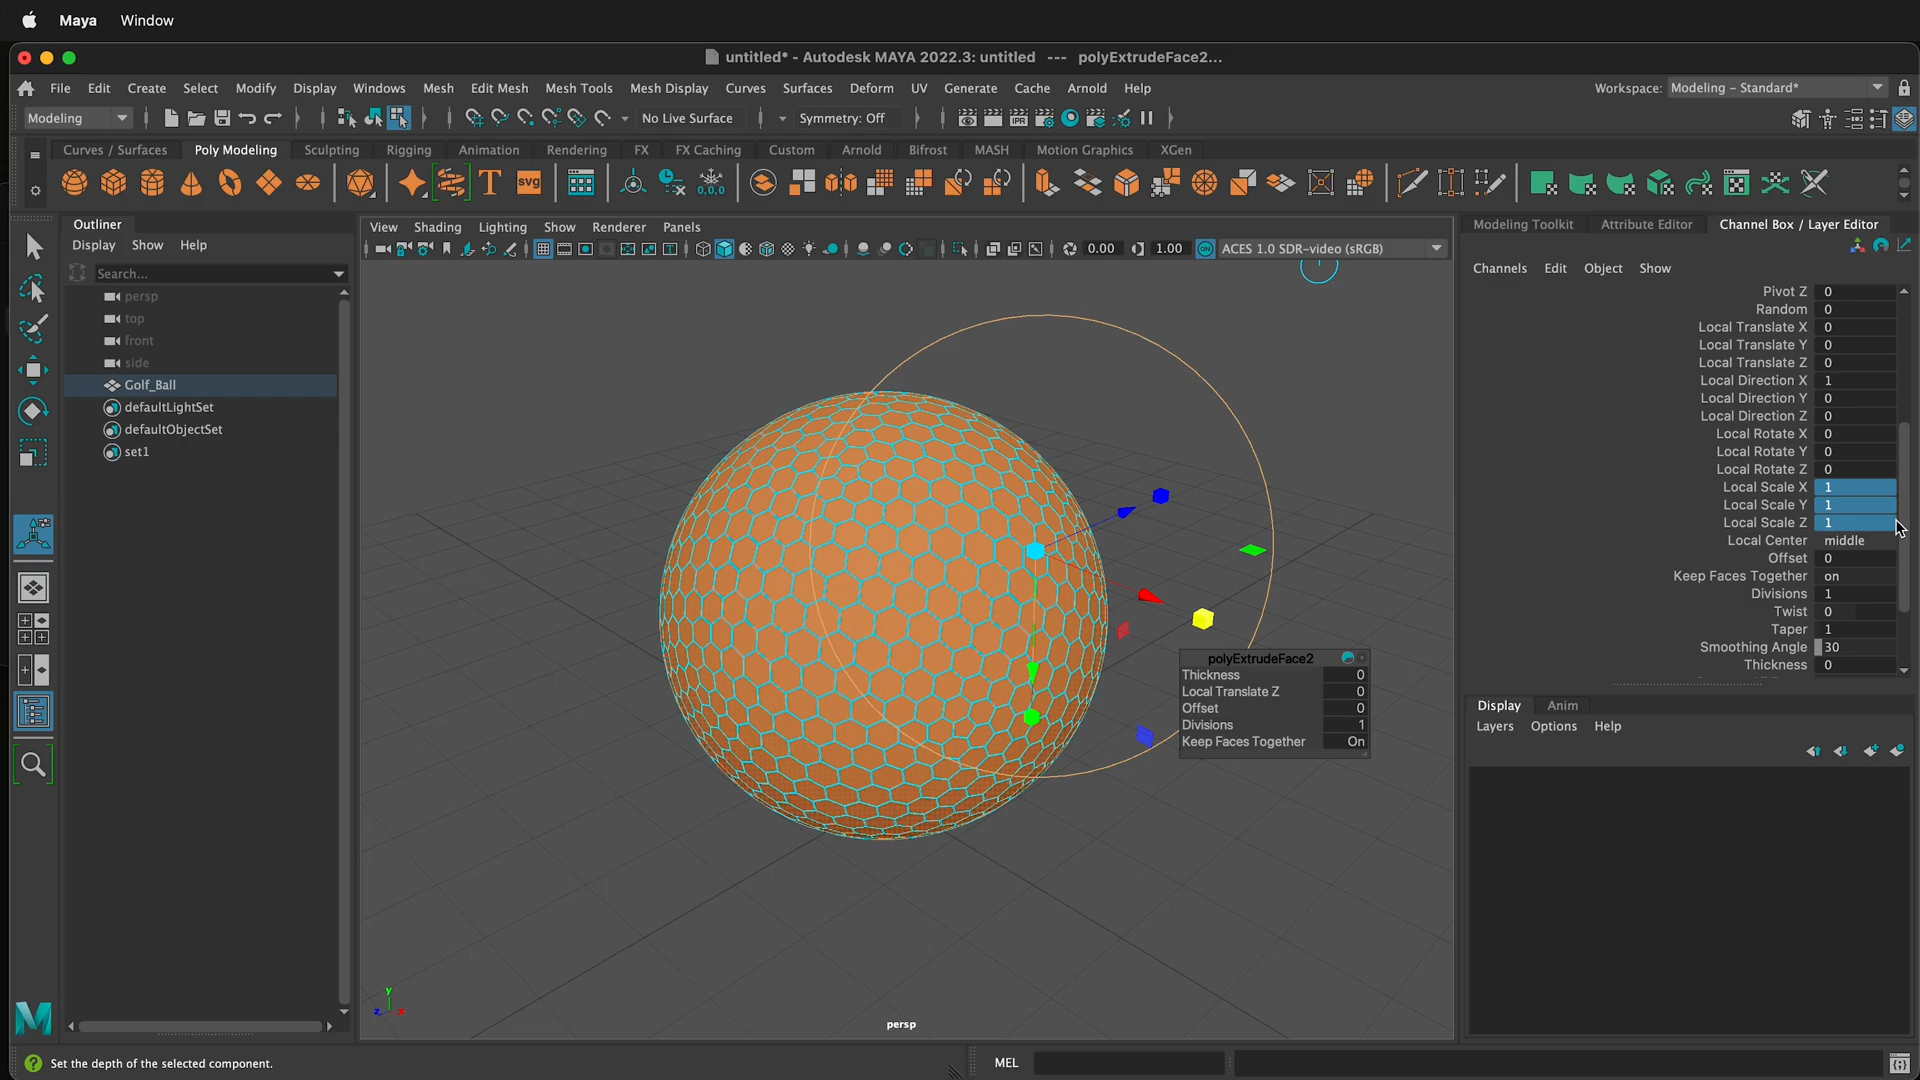 Maya Window
untitled* - Autodesk MAYA 2022.3: untitled --- polyExtrudeFace2...
File Edit Create Select Modify Display Windows Mesh Edit Mesh Mesh Tools Mesh Display Curves Surfaces Deform UV Generate Cache Arnold Help
Workspace: Modeling - Standard*
Modeling
No Live Surface
Symmetry: Off
IPR
Curves / Surfaces Poly Modeling Sculpting Rigging Animation Rendering FX FX Caching Custom Arnold Bifrost MASH Motion Graphics XGen
T
svg
0,0,0
Outliner
Display Show Help
Search...
persp
top
front
side
Golf_Ball
defaultLightSet
defaultObjectSet
set1
View Shading Lighting Show Renderer Panels
0.00
1.00
ON
ACES 1.0 SDR-video (sRGB)
polyExtrudeFace2
Thickness 0
Local Translate Z 0
Offset 0
Divisions 1
Keep Faces Together On
y
z
x
persp
Modeling Toolkit Attribute Editor Channel Box / Layer Editor
Channels Edit Object Show
Pivot Z 0
Random 0
Local Translate X 0
Local Translate Y 0
Local Translate Z 0
Local Direction X 1
Local Direction Y 0
Local Direction Z 0
Local Rotate X 0
Local Rotate Y 0
Local Rotate Z 0
Local Scale X 1
Local Scale Y 1
Local Scale Z 1
Local Center middle
Offset 0
Keep Faces Together on
Divisions 1
Twist 0
Taper 1
Smoothing Angle 30
Thickness 0
Display Anim
Layers Options Help
Set the depth of the selected component.
MEL